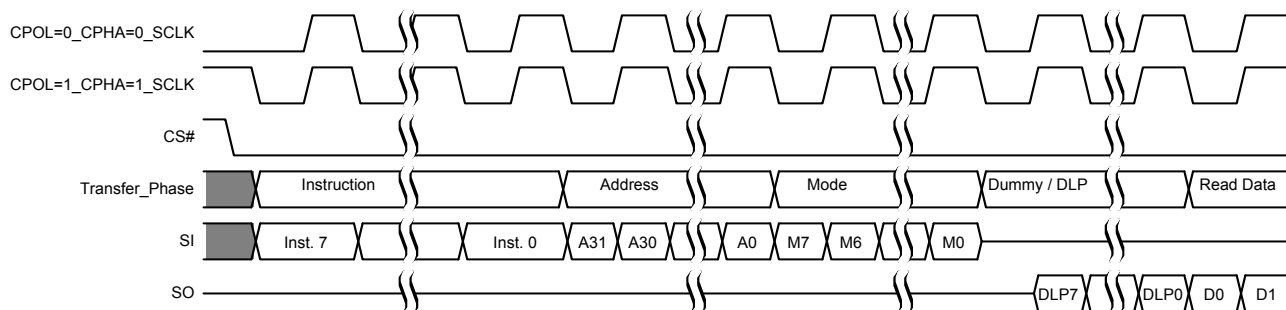 CPOL=0_CPHA=0_SCLK
CPOL=1_CPHA=1_SCLK
CS#
Transfer_Phase Instruction Address Mode Dummy / DLP Read Data
SI Inst. 7 Inst. 0 A31 A30 A0 M7 M6 M0
SO DLP7 DLP0 D0 D1